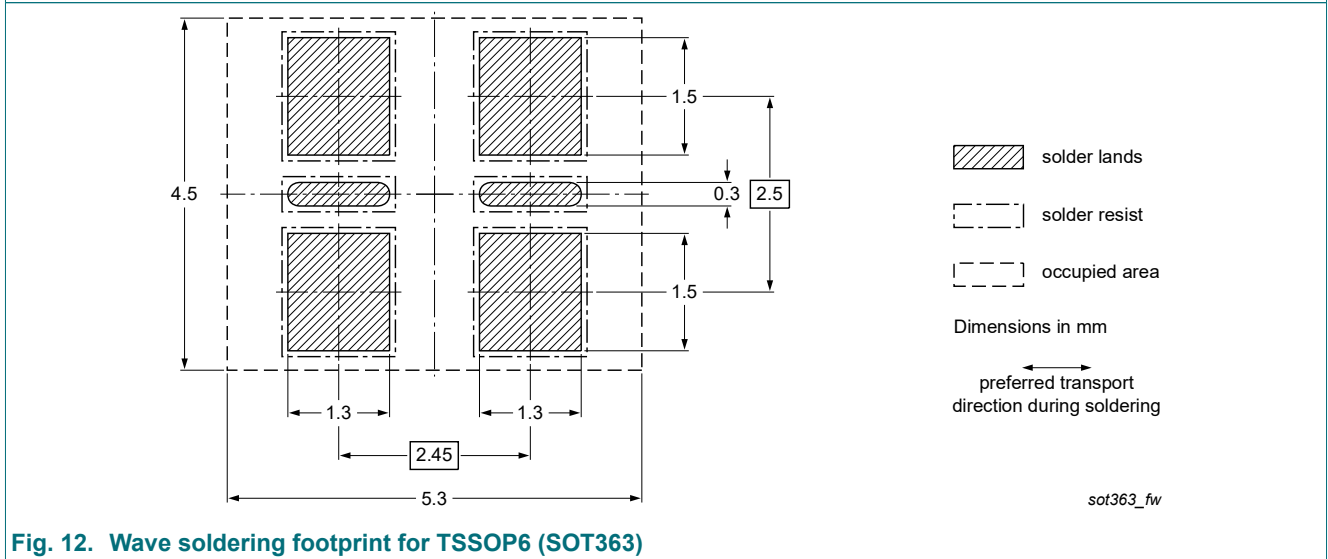 1.5
4.5
0.3
2.5
1.5
1.3
1.3
2.45
5.3
solder lands
solder resist
occupied area
Dimensions in mm
preferred transport
direction during soldering
sot363_fw
Fig. 12. Wave soldering footprint for TSSOP6 (SOT363)